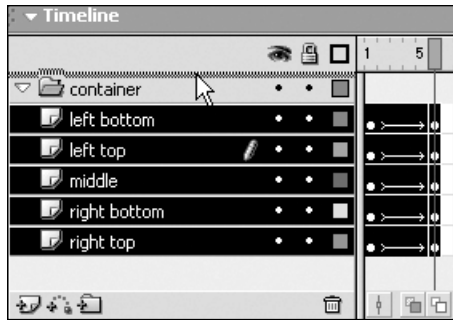 Timeline
1 5
container
left bottom
left top
middle
right bottom
right top